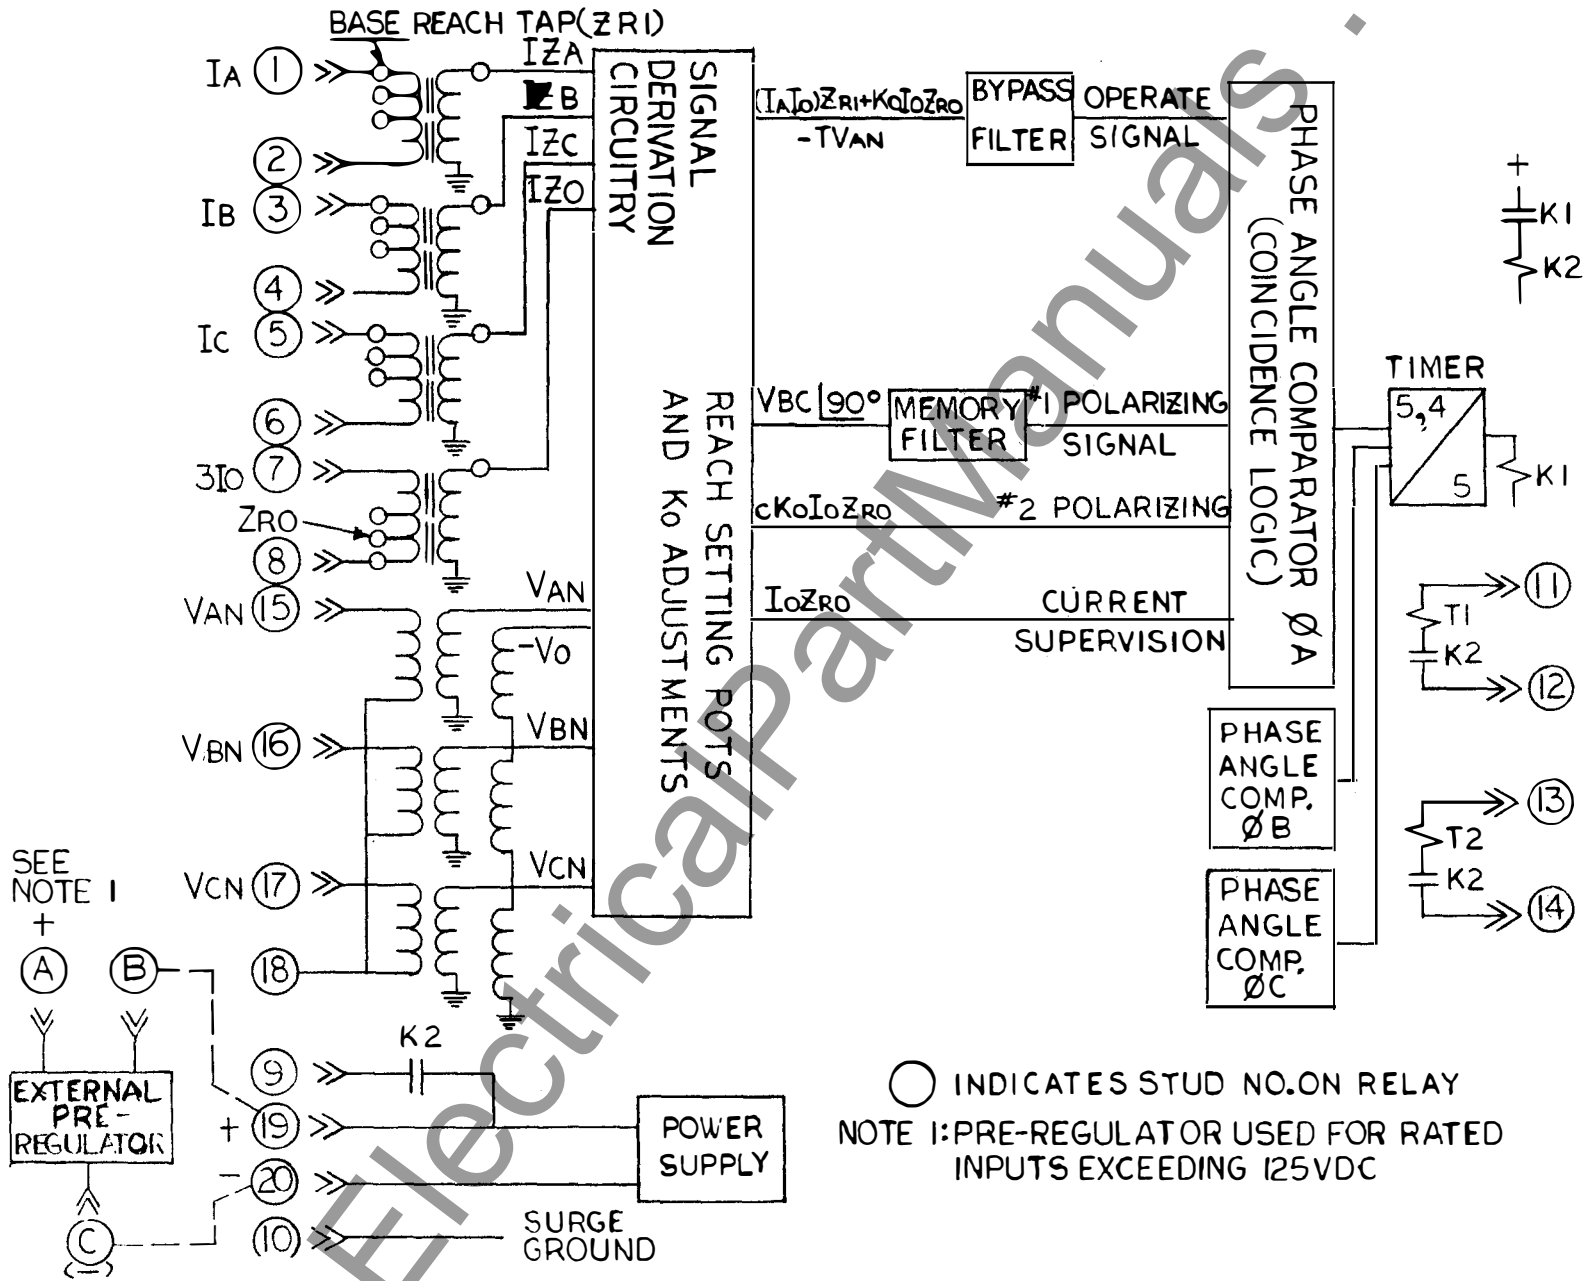 BASE REACH TAP(ZR1)
IA 1
2
IB 3
4
IC 5
6
3I0 7
ZRO
8
VAN 15
VBN 16
VCN 17
18
IZA
IZB
IZC
IZO
VAN
-VO
VBN
VCN
SIGNAL
DERIVATION
CIRCUITRY
REACH SETTING POTS
AND KO ADJUSTMENTS
(IAIO)ZR1+KOIOZRO
-TVAN
BYPASS
FILTER
OPERATE
SIGNAL
VBC|90°
MEMORY
FILTER
#1 POLARIZING
SIGNAL
cKOIOZRO
#2 POLARIZING
IOZRO
CURRENT
SUPERVISION
PHASE ANGLE COMPARATOR ØA
(COINCIDENCE LOGIC)
PHASE
ANGLE
COMP.
ØB
PHASE
ANGLE
COMP.
ØC
+
K1
K2
TIMER
5,4
5
K1
11
T1
K2
12
13
T2
K2
14
SEE
NOTE 1
+
A
B
EXTERNAL
PRE-
REGULATOR
C
(-)
K2
9
+ 19
- 20
10
POWER
SUPPLY
SURGE
GROUND
INDICATES STUD NO. ON RELAY
NOTE 1: PRE-REGULATOR USED FOR RATED
INPUTS EXCEEDING 125VDC
ElectricalPartManuals .